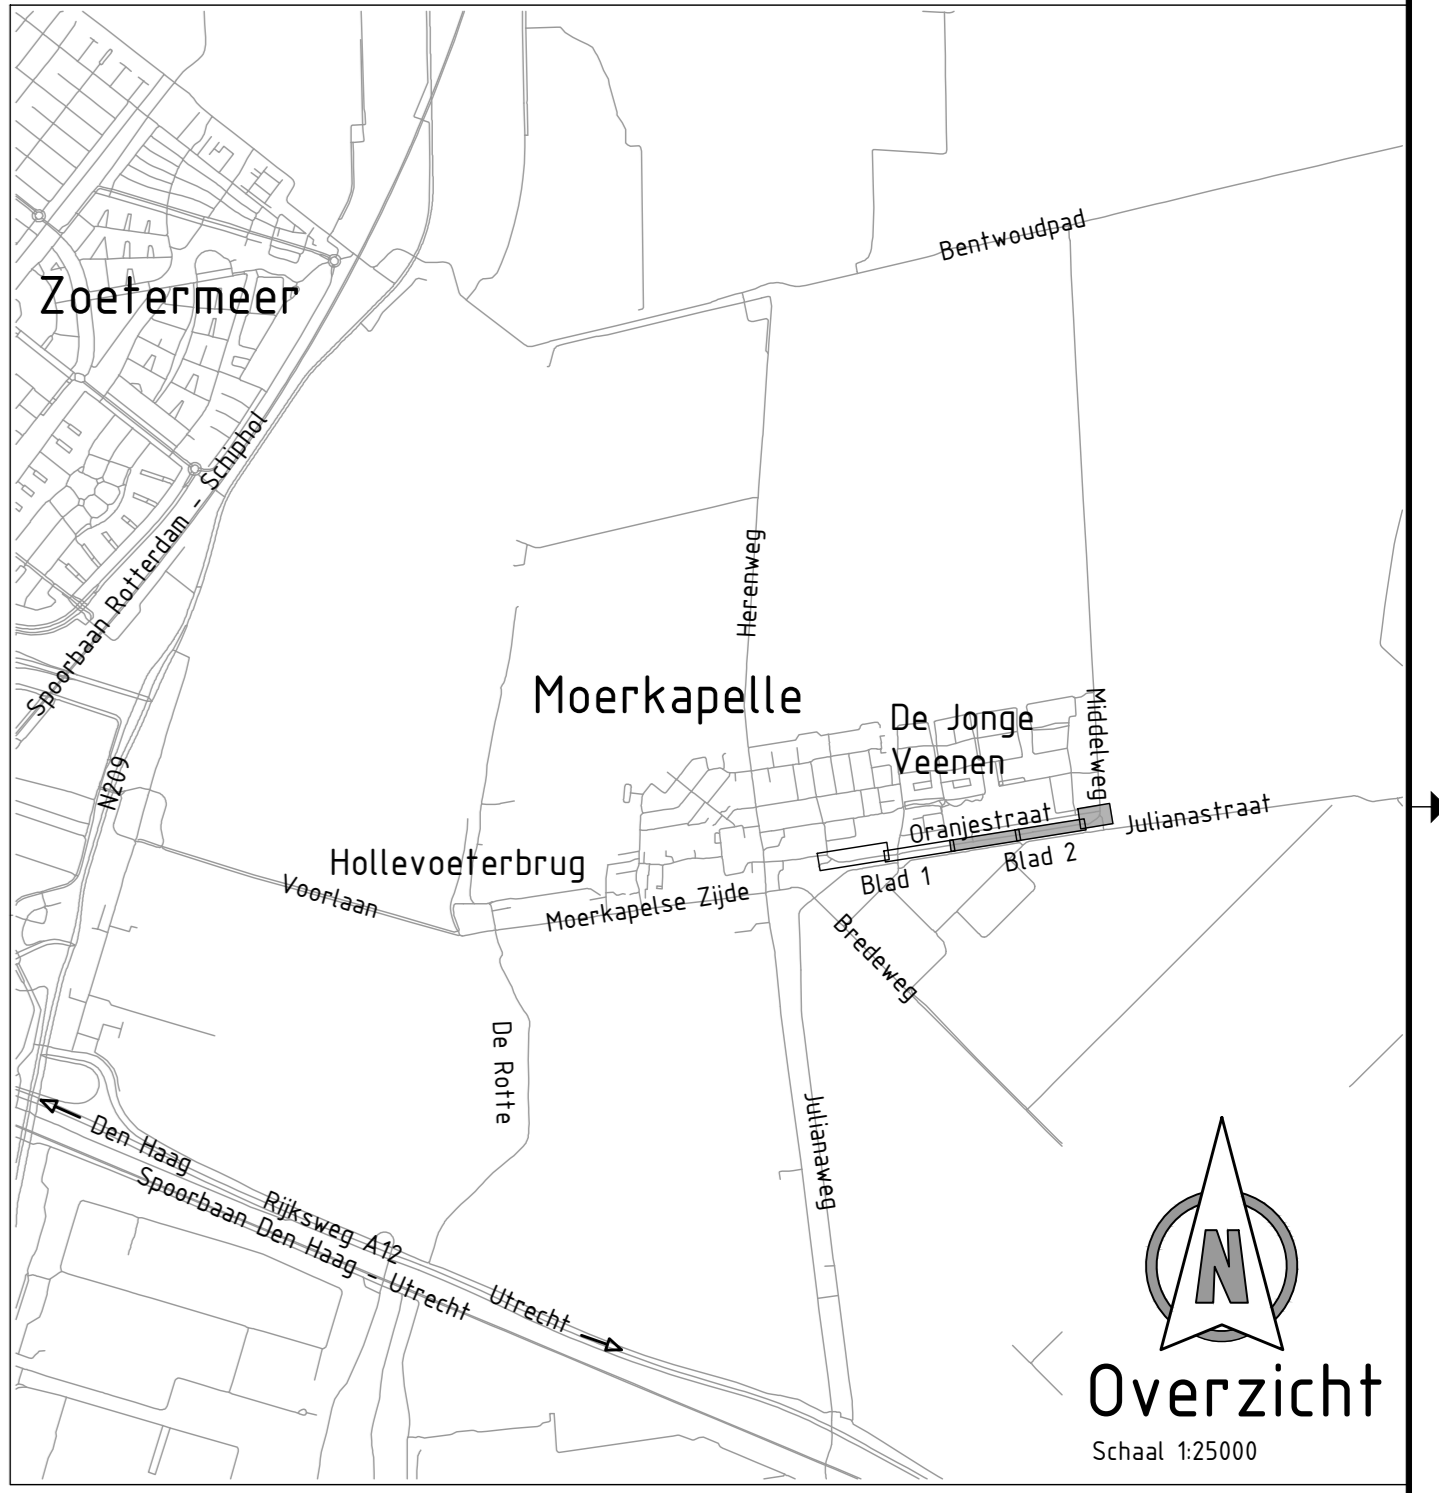 Bentwoudpad
Zoetermeer
Spoorbaan Rotterdam - Schiphol
Herenweg
Moerkapelle
De Jonge
Veenen
Middelweg
N209
Oranjestraat
Julianastraat
Hollevoeterbrug
Blad 2
Blad 1
Voorlaan
Moerkapelse Zijde
Bredeweg
De Rotte
Julianaweg
Den Haag
Rijksweg A12
Spoorbaan Den Haag - Utrecht
Utrecht
N
Overzicht
Schaal 1:25000